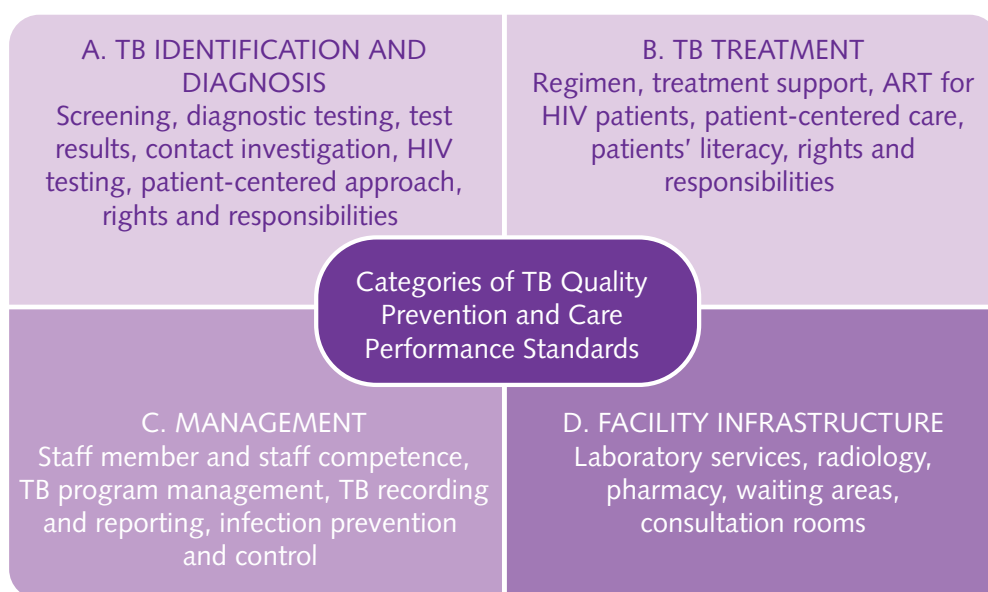 A. TB IDENTIFICATION AND
DIAGNOSIS
Screening, diagnostic testing, test
results, contact investigation, HIV
testing, patient-centered approach,
rights and responsibilities
B. TB TREATMENT
Regimen, treatment support, ART for
HIV patients, patient-centered care,
patients’ literacy, rights and
responsibilities
Categories of TB Quality
Prevention and Care
Performance Standards
C. MANAGEMENT
Staff member and staff competence,
TB program management, TB recording
and reporting, infection prevention
and control
D. FACILITY INFRASTRUCTURE
Laboratory services, radiology,
pharmacy, waiting areas,
consultation rooms